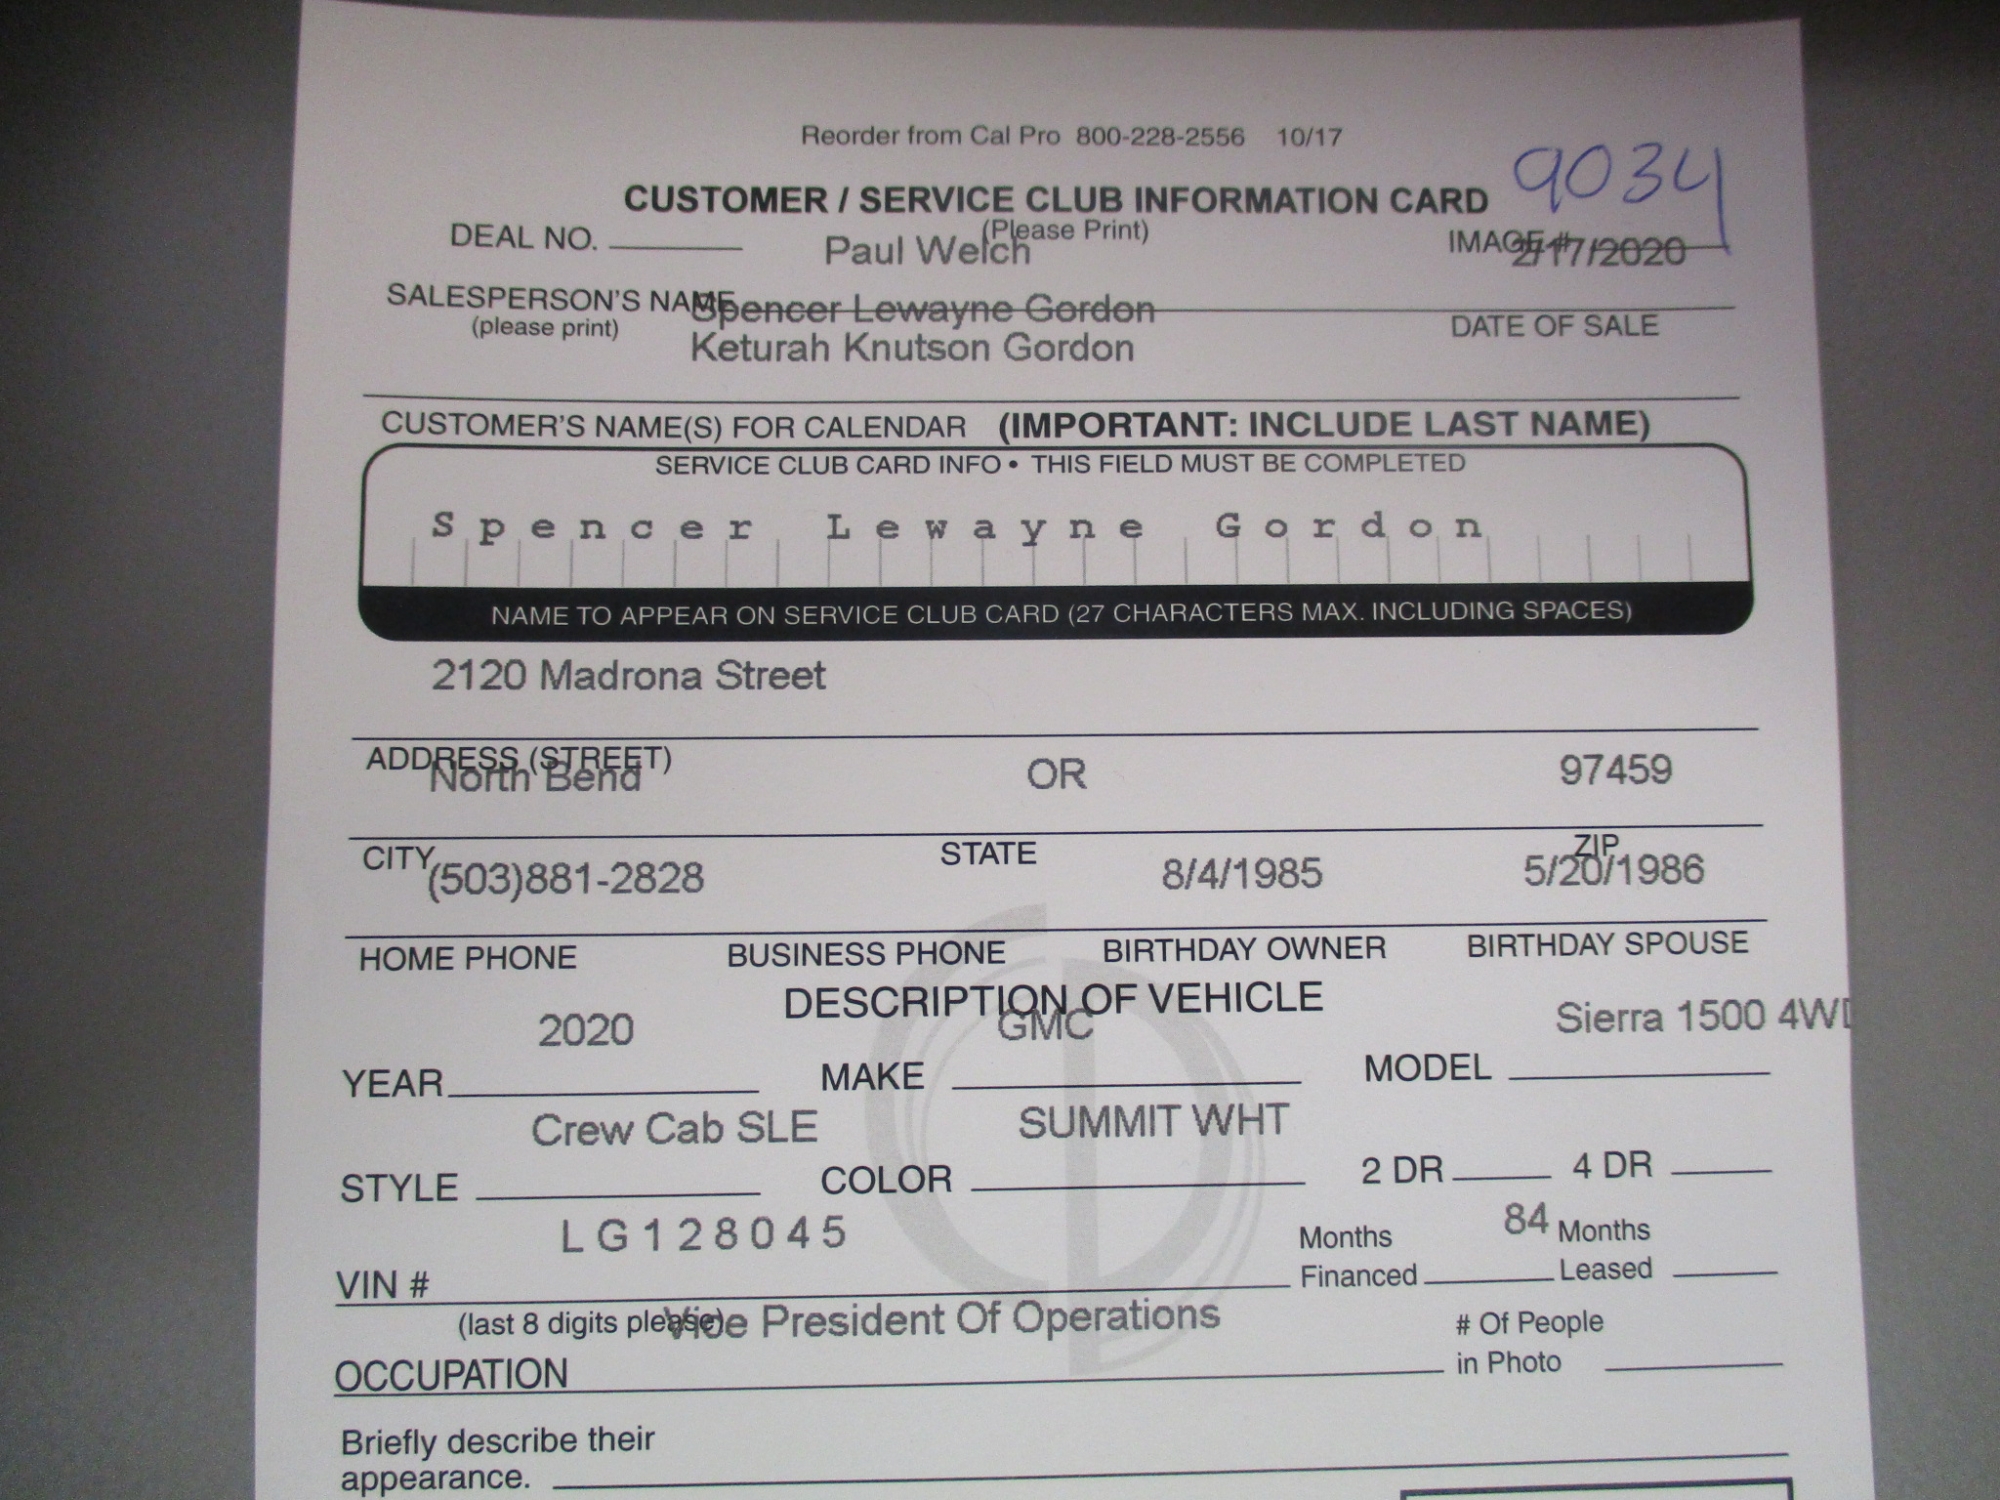 Reorder from Cal Pro 800-228-2556 10/17
9034
CUSTOMER / SERVICE CLUB INFORMATION CARD
(Please Print)
DEAL NO. Paul Welch IMAGE # 2/17/2020
SALESPERSON'S NAME Spencer Lewayne Gordon
(please print) Keturah Knutson Gordon DATE OF SALE
CUSTOMER'S NAME(S) FOR CALENDAR (IMPORTANT: INCLUDE LAST NAME)
SERVICE CLUB CARD INFO • THIS FIELD MUST BE COMPLETED
Spencer Lewayne Gordon
NAME TO APPEAR ON SERVICE CLUB CARD (27 CHARACTERS MAX. INCLUDING SPACES)
2120 Madrona Street
ADDRESS (STREET)
North Bend OR 97459
CITY STATE ZIP
(503)881-2828 8/4/1985 5/20/1986
HOME PHONE BUSINESS PHONE BIRTHDAY OWNER BIRTHDAY SPOUSE
DESCRIPTION OF VEHICLE
2020 GMC Sierra 1500 4WD
YEAR MAKE MODEL
Crew Cab SLE SUMMIT WHT
STYLE COLOR 2 DR 4 DR
LG128045 84
VIN # Months Financed Months Leased
(last 8 digits please) Vice President Of Operations
OCCUPATION # Of People in Photo
Briefly describe their
appearance.